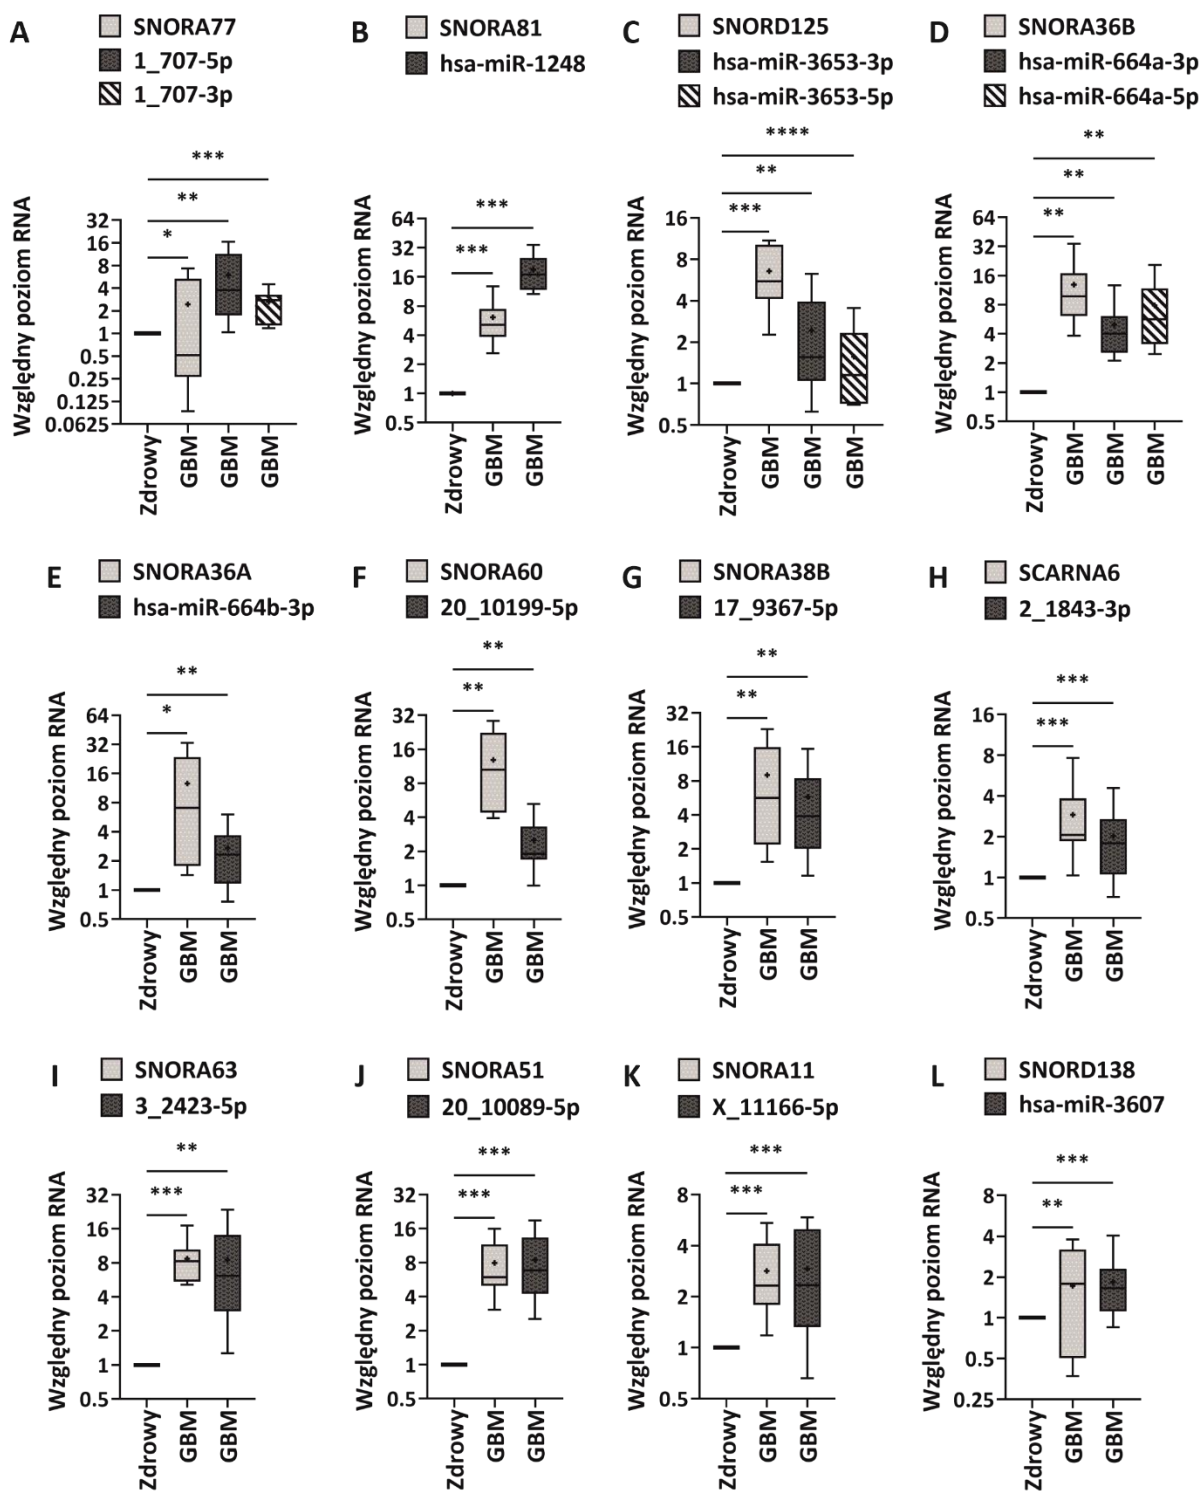 A
SNORA77
1_707-5p
1_707-3p
***
**
*
Względny poziom RNA
32
16
8
4
2
1
0.5
0.25
0.125
0.0625
Zdrowy
GBM
GBM
GBM
B
SNORA81
hsa-miR-1248
***
***
Względny poziom RNA
64
32
16
8
4
2
1
0.5
Zdrowy
GBM
GBM
C
SNORD125
hsa-miR-3653-3p
hsa-miR-3653-5p
****
**
***
Względny poziom RNA
16
8
4
2
1
0.5
Zdrowy
GBM
GBM
GBM
D
SNORA36B
hsa-miR-664a-3p
hsa-miR-664a-5p
**
**
**
Względny poziom RNA
64
32
16
8
4
2
1
0.5
Zdrowy
GBM
GBM
GBM
E
SNORA36A
hsa-miR-664b-3p
**
*
Względny poziom RNA
64
32
16
8
4
2
1
0.5
Zdrowy
GBM
GBM
F
SNORA60
20_10199-5p
**
**
Względny poziom RNA
32
16
8
4
2
1
0.5
Zdrowy
GBM
GBM
G
SNORA38B
17_9367-5p
**
**
Względny poziom RNA
32
16
8
4
2
1
0.5
Zdrowy
GBM
GBM
H
SCARNA6
2_1843-3p
***
***
Względny poziom RNA
16
8
4
2
1
0.5
Zdrowy
GBM
GBM
I
SNORA63
3_2423-5p
**
***
Względny poziom RNA
32
16
8
4
2
1
0.5
Zdrowy
GBM
GBM
J
SNORA51
20_10089-5p
***
***
Względny poziom RNA
32
16
8
4
2
1
0.5
Zdrowy
GBM
GBM
K
SNORA11
X_11166-5p
***
***
Względny poziom RNA
8
4
2
1
0.5
Zdrowy
GBM
GBM
L
SNORD138
hsa-miR-3607
***
**
Względny poziom RNA
8
4
2
1
0.5
0.25
Zdrowy
GBM
GBM